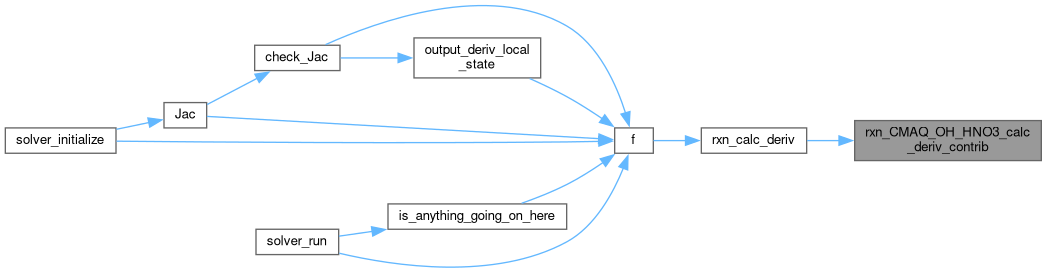 check_Jac
output_deriv_local
_state
Jac
solver_initialize
f
rxn_calc_deriv
rxn_CMAQ_OH_HNO3_calc
_deriv_contrib
is_anything_going_on_here
solver_run